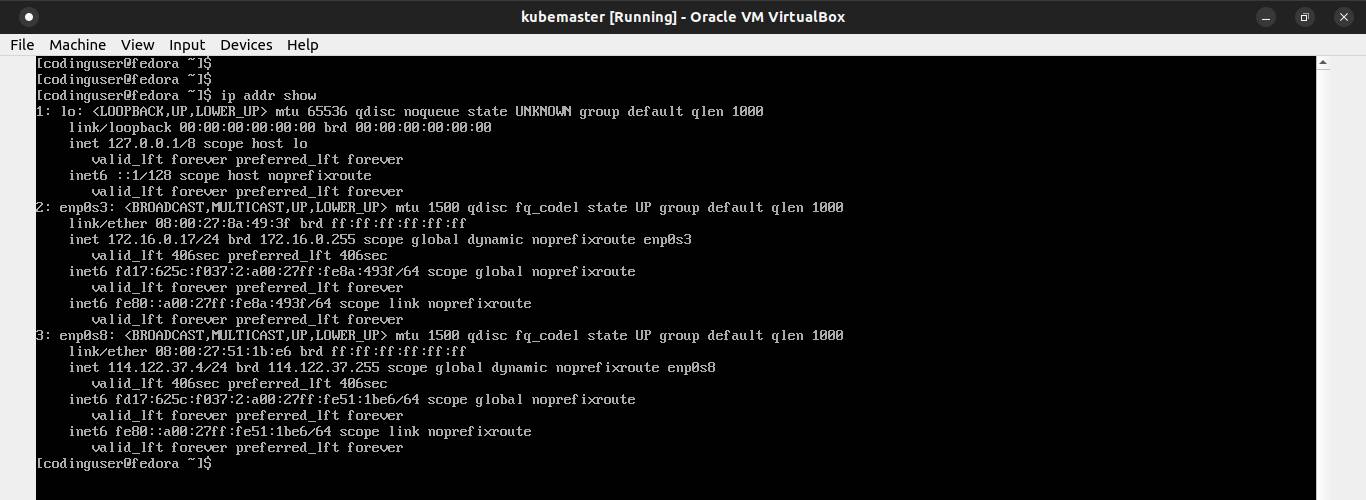 kubemaster [Running] - Oracle VM VirtualBox
File Machine View Input Devices Help
[codinguser@fedora ~]$
[codinguser@fedora ~]$
[codinguser@fedora ~]$ ip addr show
1: lo: <LOOPBACK,UP,LOWER_UP> mtu 65536 qdisc noqueue state UNKNOWN group default qlen 1000
    link/loopback 00:00:00:00:00:00 brd 00:00:00:00:00:00
    inet 127.0.0.1/8 scope host lo
       valid_lft forever preferred_lft forever
    inet6 ::1/128 scope host noprefixroute
       valid_lft forever preferred_lft forever
2: enp0s3: <BROADCAST,MULTICAST,UP,LOWER_UP> mtu 1500 qdisc fq_codel state UP group default qlen 1000
    link/ether 08:00:27:8a:49:3f brd ff:ff:ff:ff:ff:ff
    inet 172.16.0.17/24 brd 172.16.0.255 scope global dynamic noprefixroute enp0s3
       valid_lft 406sec preferred_lft 406sec
    inet6 fd17:625c:f037:2:a00:27ff:fe8a:493f/64 scope global noprefixroute
       valid_lft forever preferred_lft forever
    inet6 fe80::a00:27ff:fe8a:493f/64 scope link noprefixroute
       valid_lft forever preferred_lft forever
3: enp0s8: <BROADCAST,MULTICAST,UP,LOWER_UP> mtu 1500 qdisc fq_codel state UP group default qlen 1000
    link/ether 08:00:27:51:1b:e6 brd ff:ff:ff:ff:ff:ff
    inet 114.122.37.4/24 brd 114.122.37.255 scope global dynamic noprefixroute enp0s8
       valid_lft 406sec preferred_lft 406sec
    inet6 fd17:625c:f037:2:a00:27ff:fe51:1be6/64 scope global noprefixroute
       valid_lft forever preferred_lft forever
    inet6 fe80::a00:27ff:fe51:1be6/64 scope link noprefixroute
       valid_lft forever preferred_lft forever
[codinguser@fedora ~]$